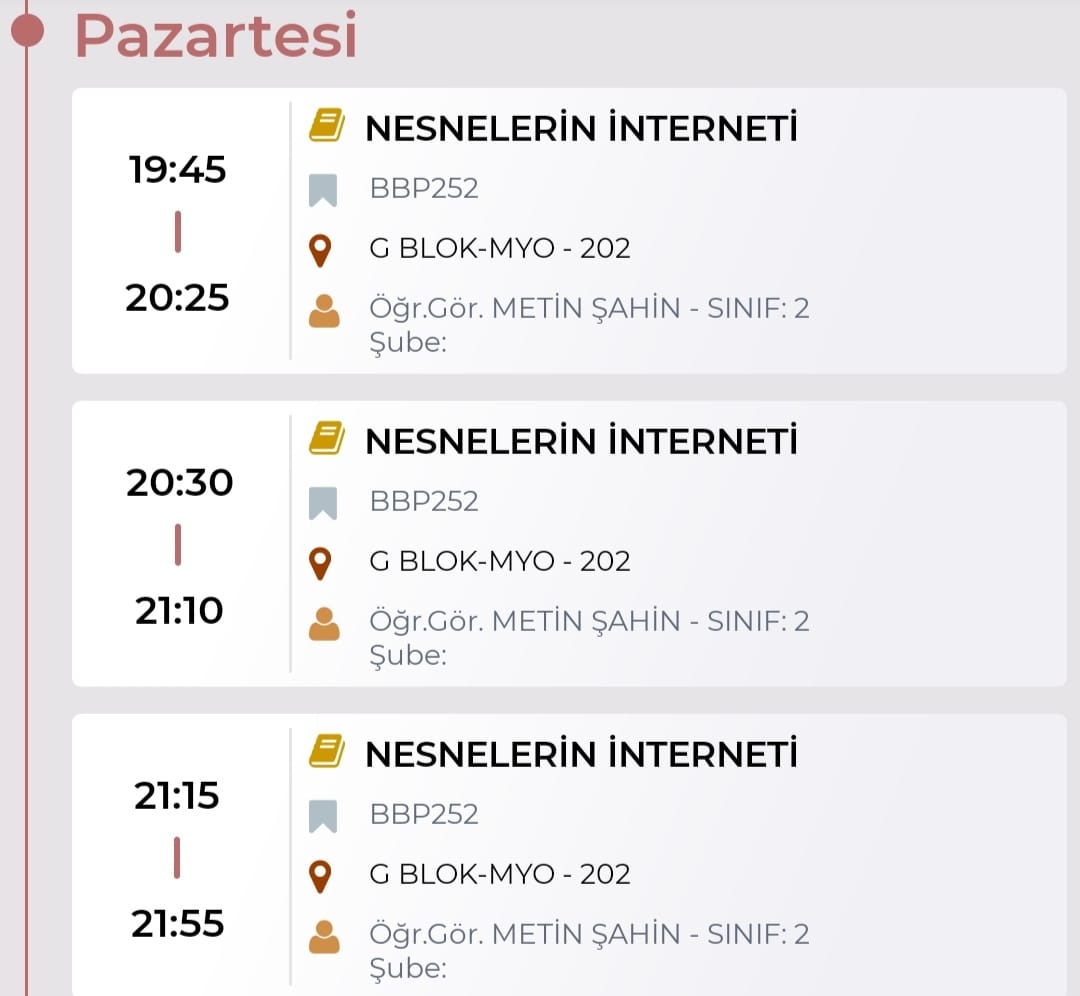 Pazartesi
19:45
20:25
NESNELERİN İNTERNETİ
BBP252
G BLOK-MYO - 202
Öğr.Gör. METİN ŞAHİN - SINIF: 2
Şube:
20:30
21:10
NESNELERİN İNTERNETİ
BBP252
G BLOK-MYO - 202
Öğr.Gör. METİN ŞAHİN - SINIF: 2
Şube:
21:15
21:55
NESNELERİN İNTERNETİ
BBP252
G BLOK-MYO - 202
Öğr.Gör. METİN ŞAHİN - SINIF: 2
Şube: